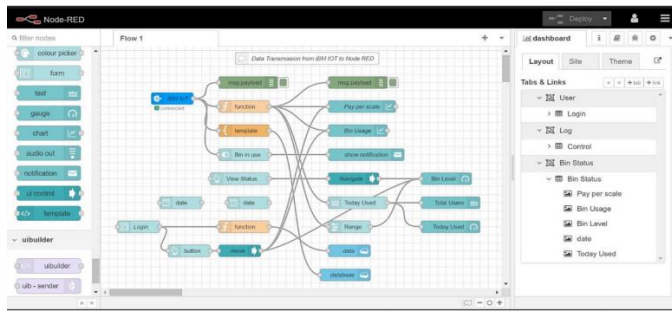 Node-RED
Deploy
filter nodes
Flow 1
dashboard
i
colour picker
form
text
gauge
chart
audio out
notification
ui control
template
uibuilder
uibuilder
uib - sender
Data Transmission from IBM IOT to Node RED
connected
msg.payload
msg.payload
function
Pay per scale
template
Bin Usage
Bin in use
show notification
View Status
Navigate
Bin Level
date
date
Today Used
Total Users
Login
function
Range
Today Used
button
move
date
database
Layout
Site
Theme
Tabs & Links
+ tab
+ link
User
Login
Log
Control
Bin Status
Bin Status
Pay per scale
Bin Usage
Bin Level
date
Today Used